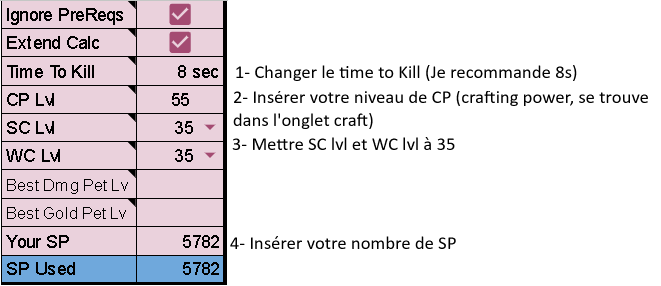 Ignore PreReqs
Extend Calc
Time To Kill 8 sec 1- Changer le time to Kill (Je recommande 8s)
CP Lvl 55 2- Insérer votre niveau de CP (crafting power, se trouve
dans l'onglet craft)
SC Lvl 35
3- Mettre SC lvl et WC lvl à 35
WC Lvl 35
Best Dmg Pet Lv
Best Gold Pet Lv
Your SP 5782 4- Insérer votre nombre de SP
SP Used 5782